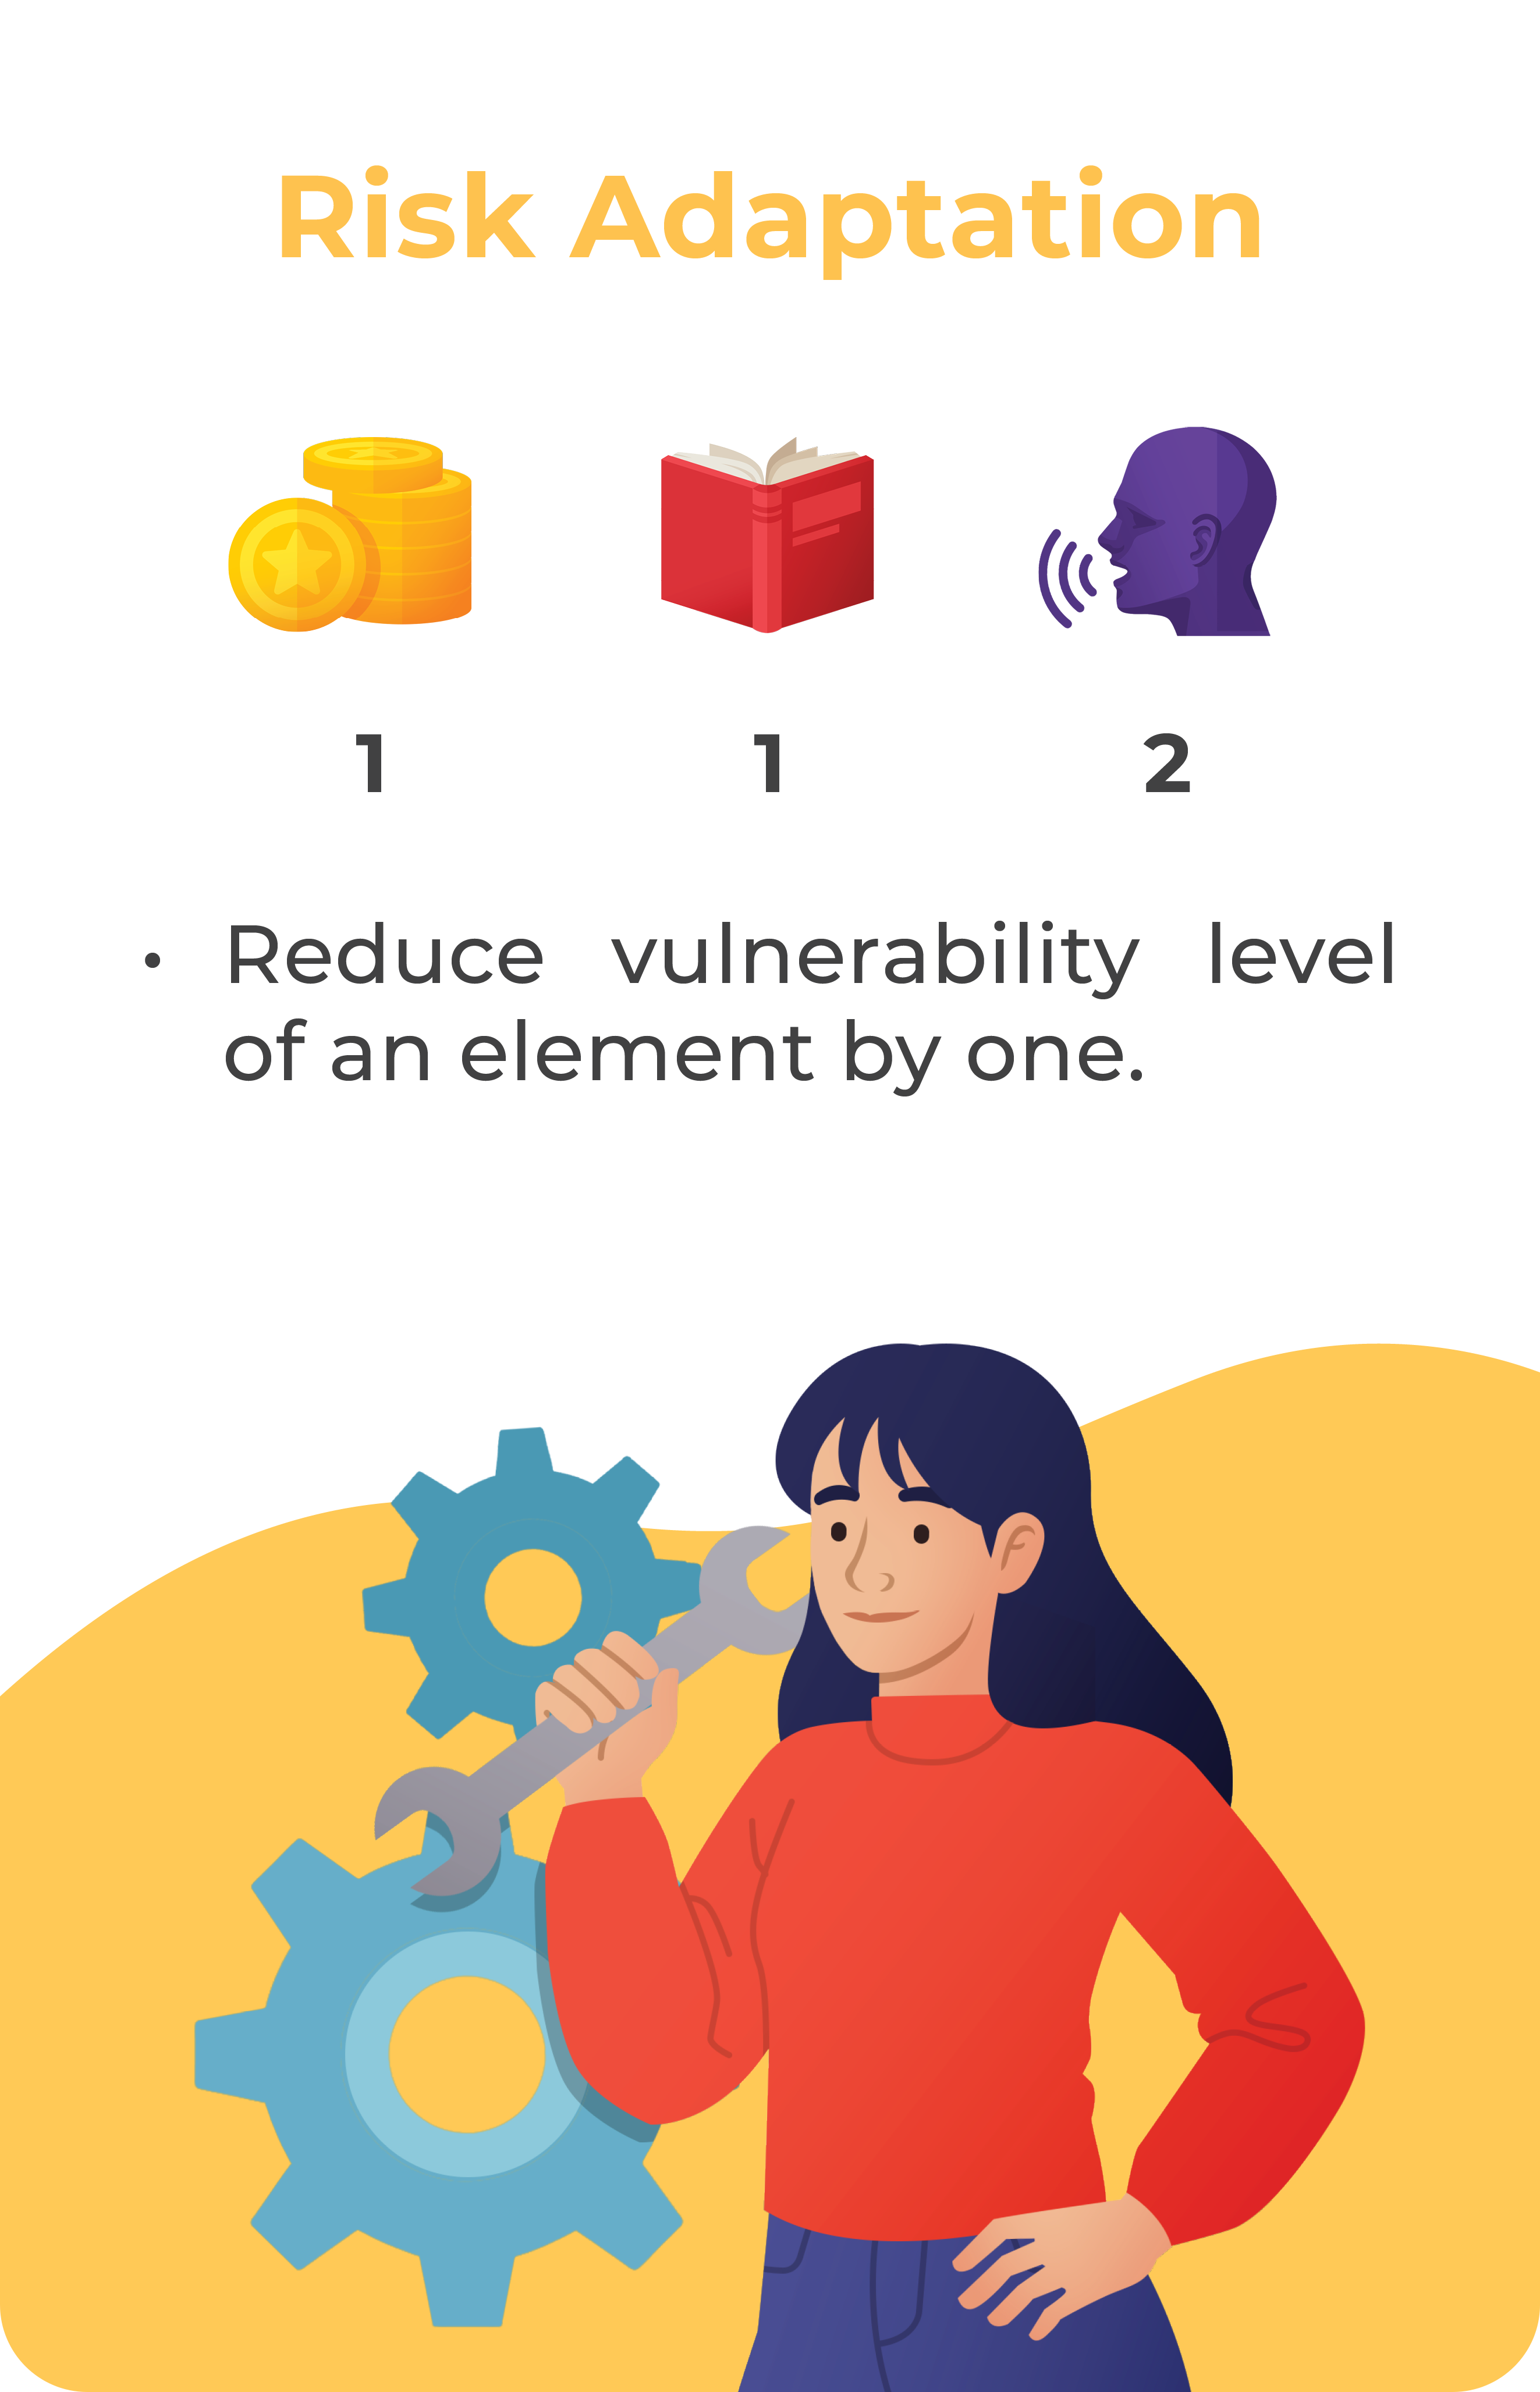 Risk Adaptation
1 1 2
• Reduce vulnerability level
of an element by one.